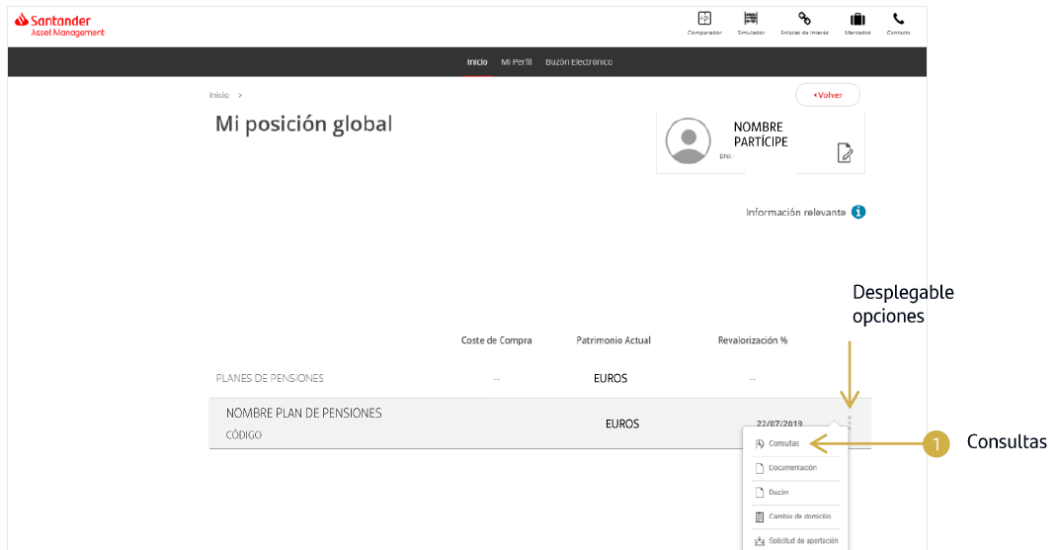 Santander
Asset Management
Comparador
Simulador
Enlaces de interés
Mercados
Contacto
Inicio
Mi Perfil
Buzón Electrónico
Inicio >
Volver
Mi posición global
NOMBRE
PARTÍCIPE
DNI:
Información relevante
Desplegable
opciones
Coste de Compra
Patrimonio Actual
Revalorización %
PLANES DE PENSIONES
---
EUROS
---
NOMBRE PLAN DE PENSIONES
CÓDIGO
EUROS
22/07/2019
Consultas
1
Consultas
Documentación
Buzón
Cambio de domicilio
Solicitud de aportación